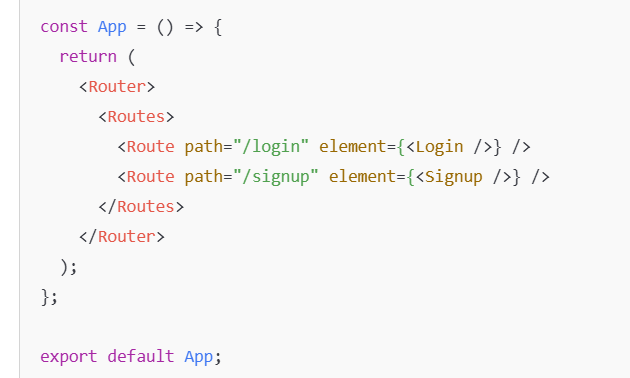 const App = () => {
  return (
    <Router>
      <Routes>
        <Route path="/login" element={<Login />} />
        <Route path="/signup" element={<Signup />} />
      </Routes>
    </Router>
  );
};

export default App;